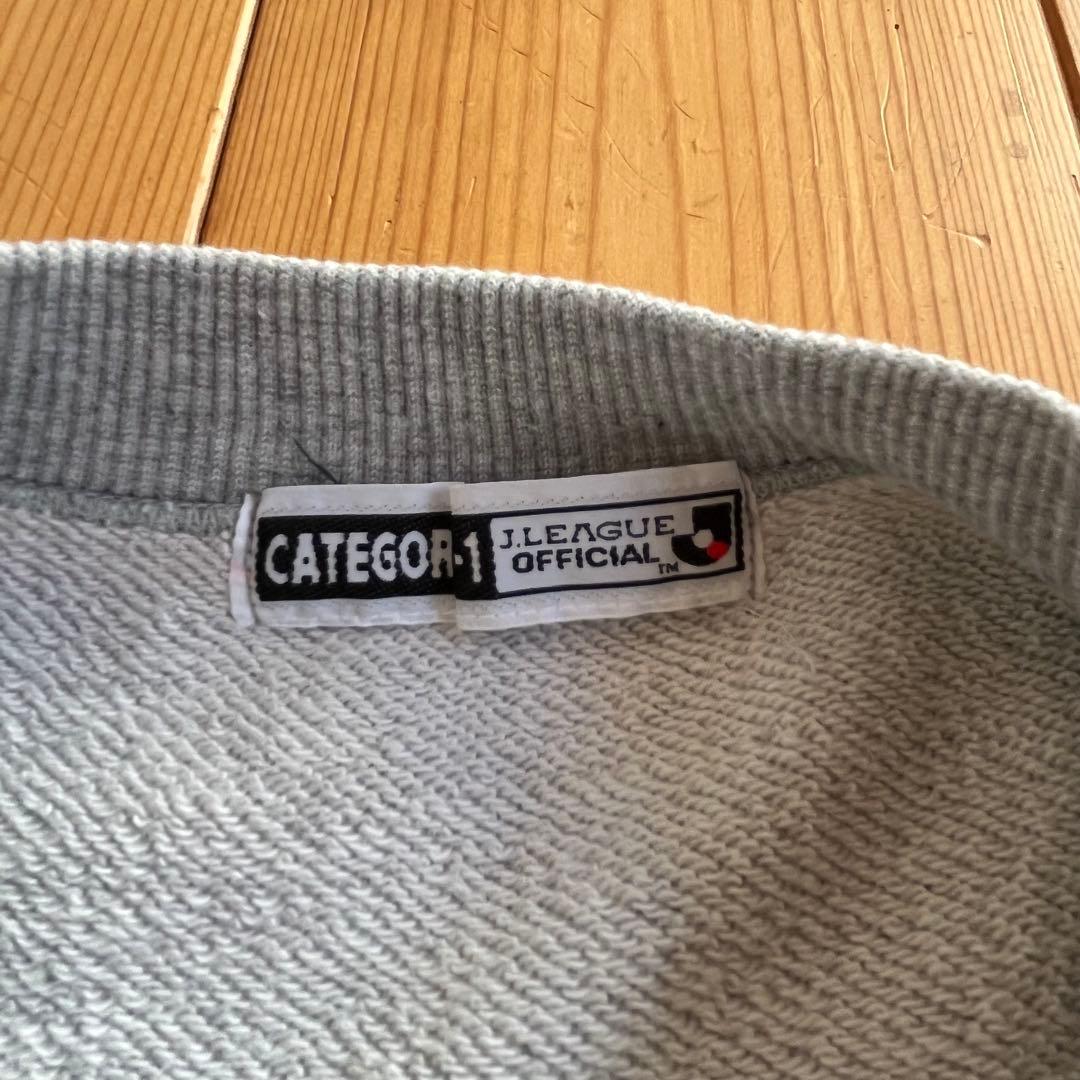 CATEGOR-1
J.LEAGUE
OFFICIAL
TM